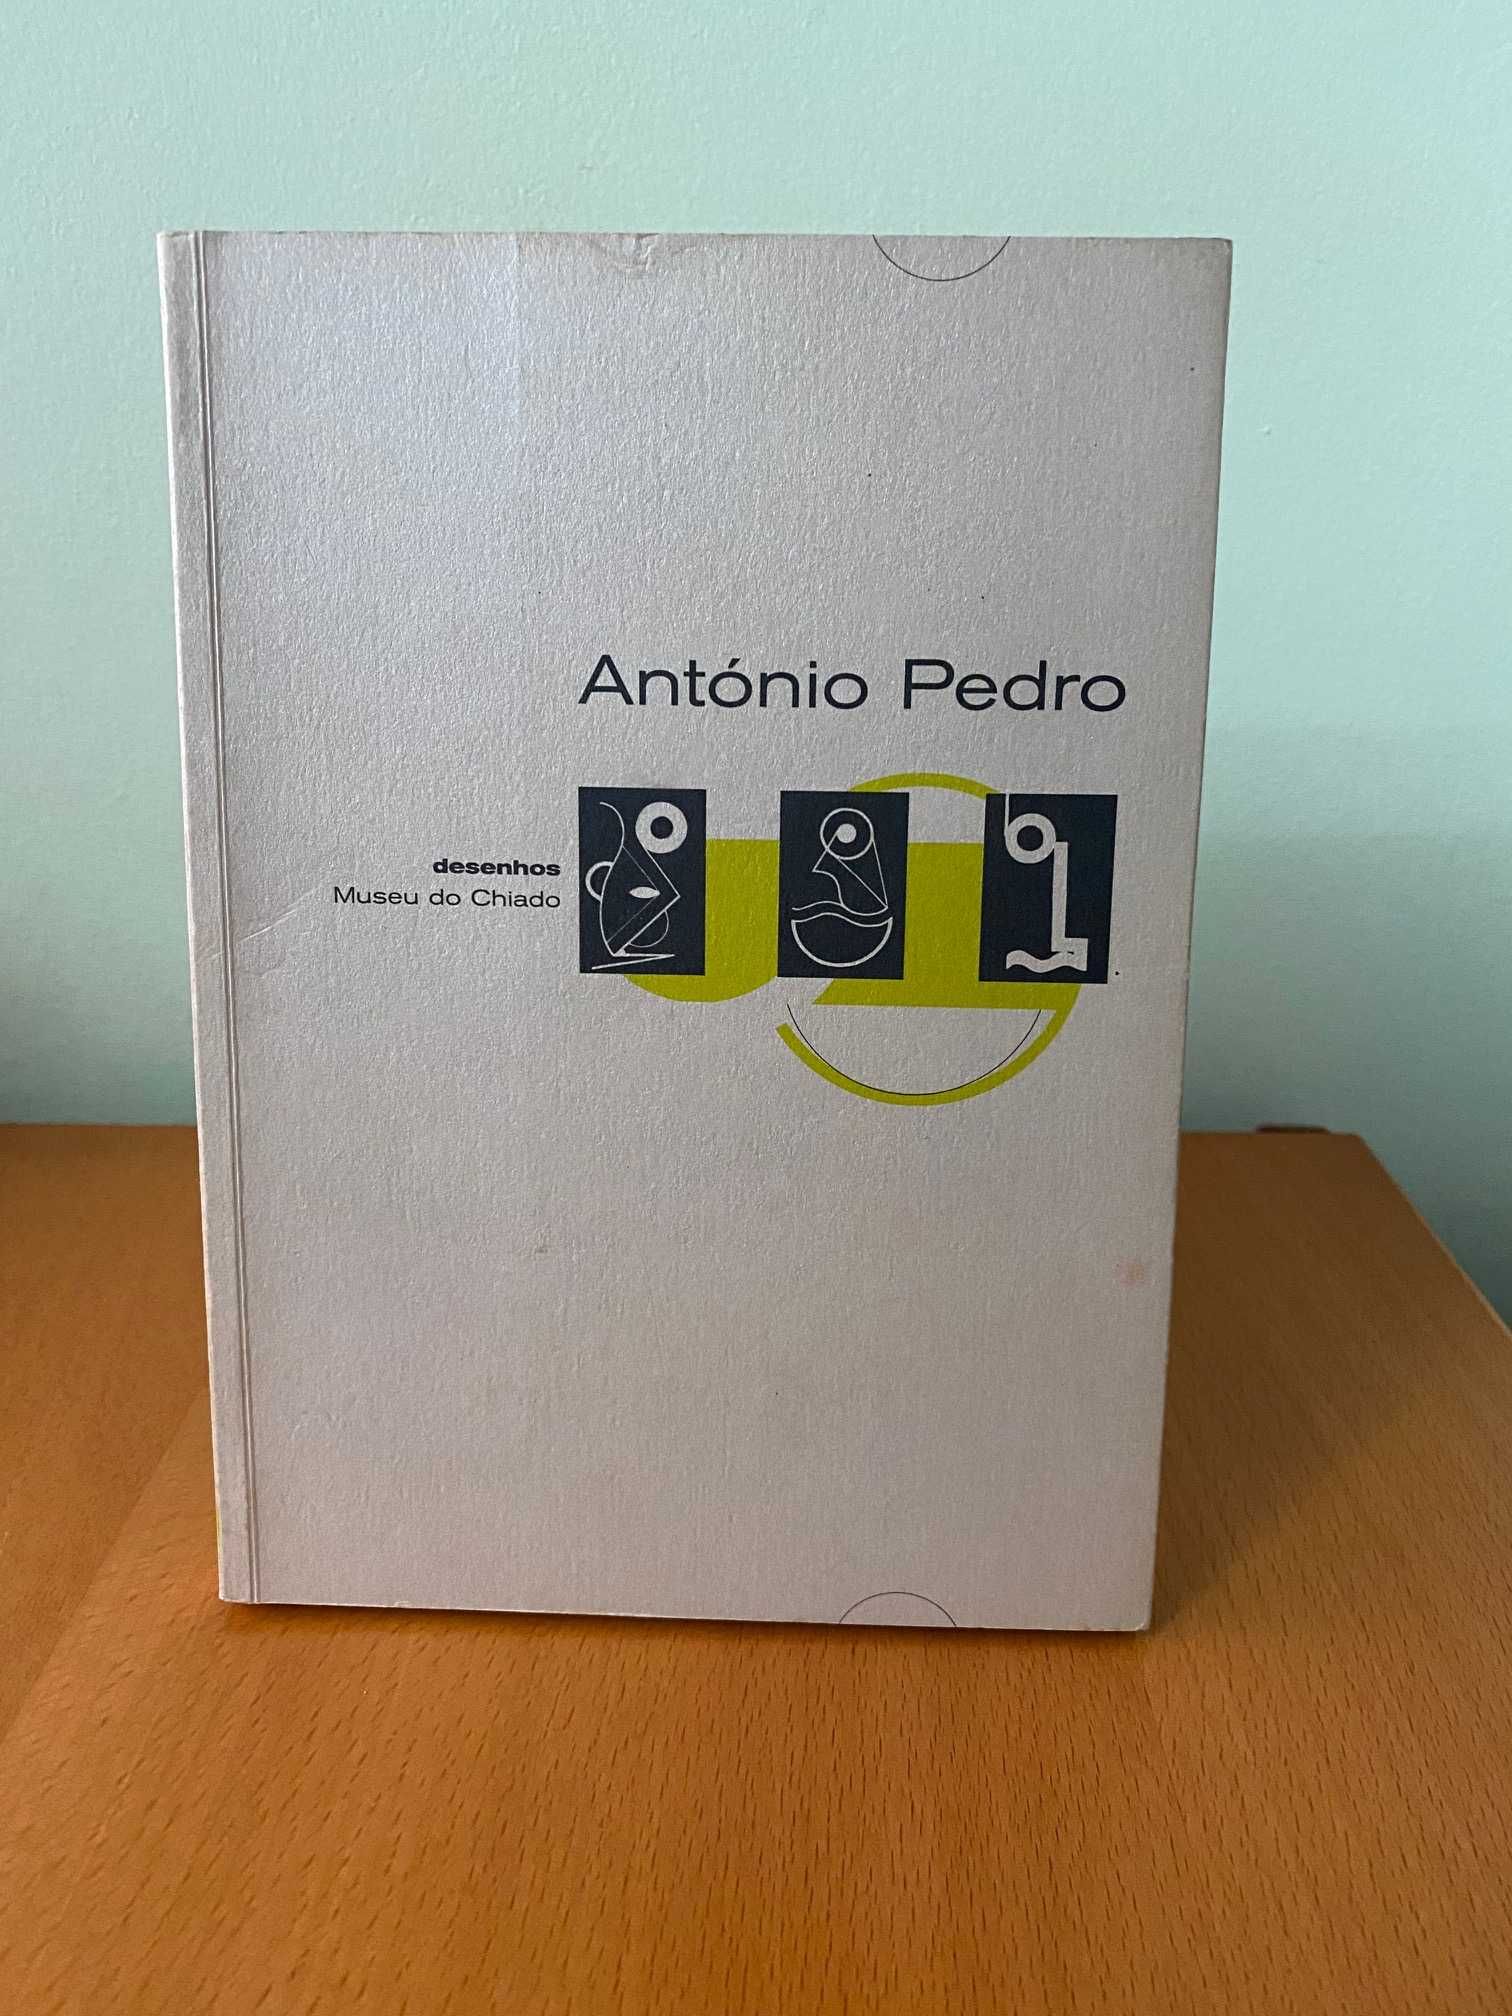 António Pedro
desenhos
Museu do Chiado